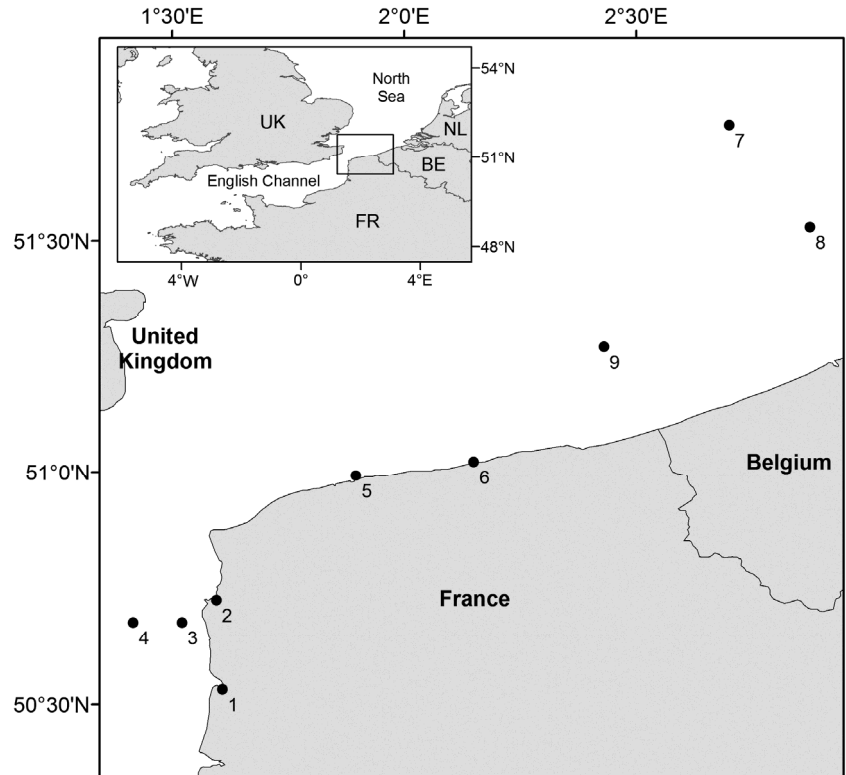 1°30'E
2°0'E
2°30'E
51°30'N
51°0'N
50°30'N
North
Sea
UK
NL
BE
English Channel
FR
54°N
51°N
48°N
4°W
0°
4°E
7
8
United
Kingdom
9
Belgium
5
6
France
2
4
3
1